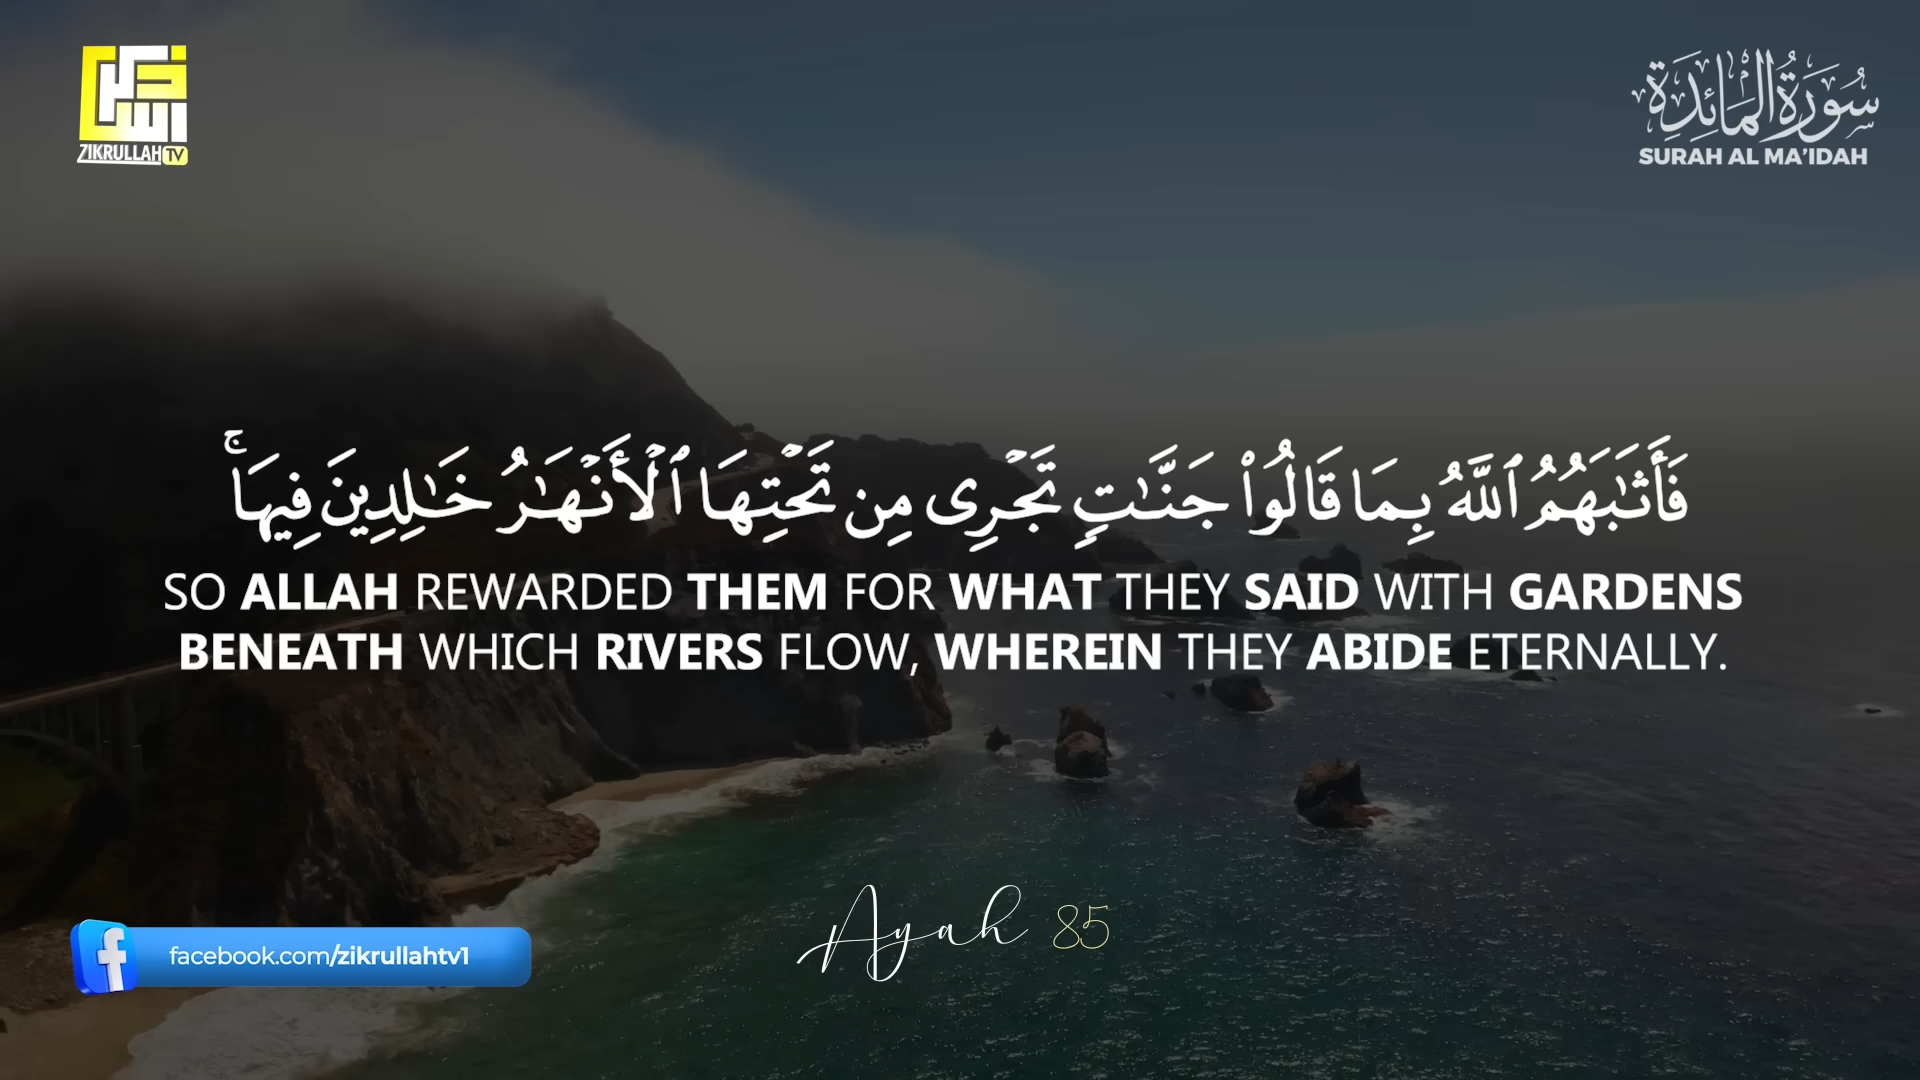 ذكر الله
ZIKRULLAH TV
سُورَةُ المَائِدَةِ
SURAH AL MA'IDAH
فَأَثَٰبَهُمُ ٱللَّهُ بِمَا قَالُوا۟ جَنَّٰتٍ تَجْرِى مِن تَحْتِهَا ٱلْأَنْهَٰرُ خَٰلِدِينَ فِيهَا ۚ
SO ALLAH REWARDED THEM FOR WHAT THEY SAID WITH GARDENS
BENEATH WHICH RIVERS FLOW, WHEREIN THEY ABIDE ETERNALLY.
Ayah 85
facebook.com/zikrullahtv1